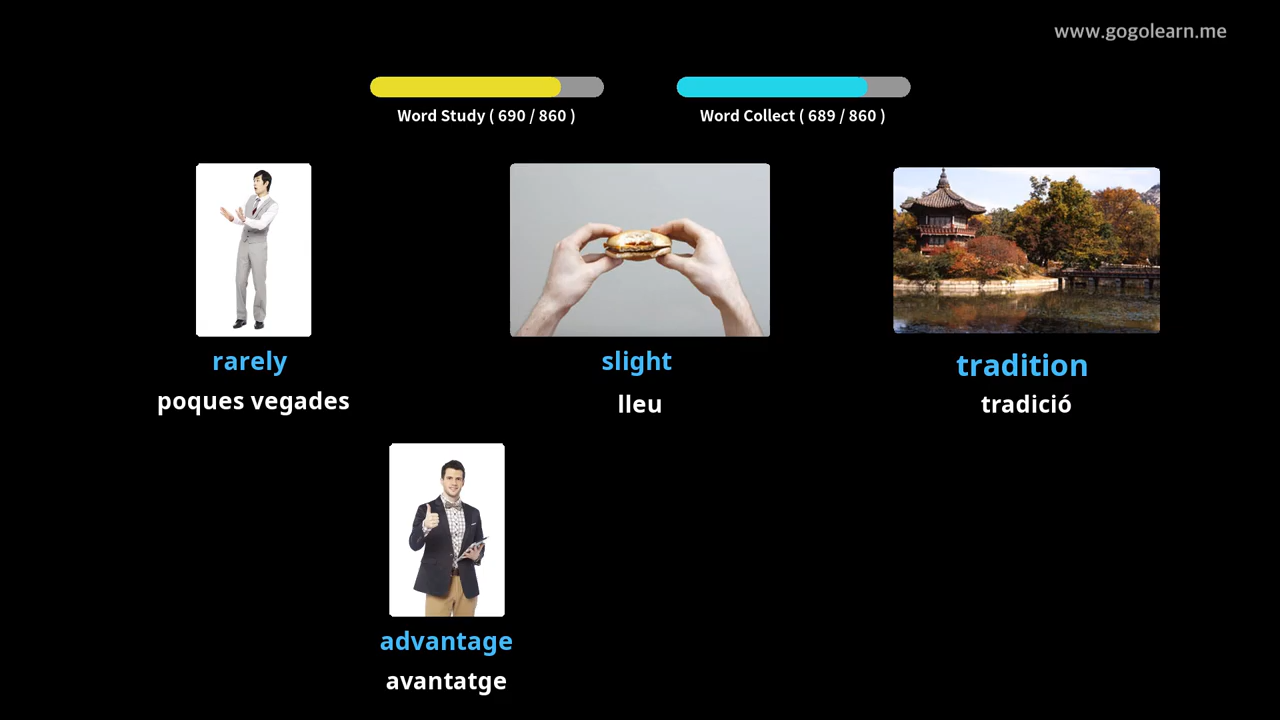 www.gogolearn.me
Word Study ( 690 / 860 )
Word Collect ( 689 / 860 )
rarely
poques vegades
slight
lleu
tradition
tradició
advantage
avantatge